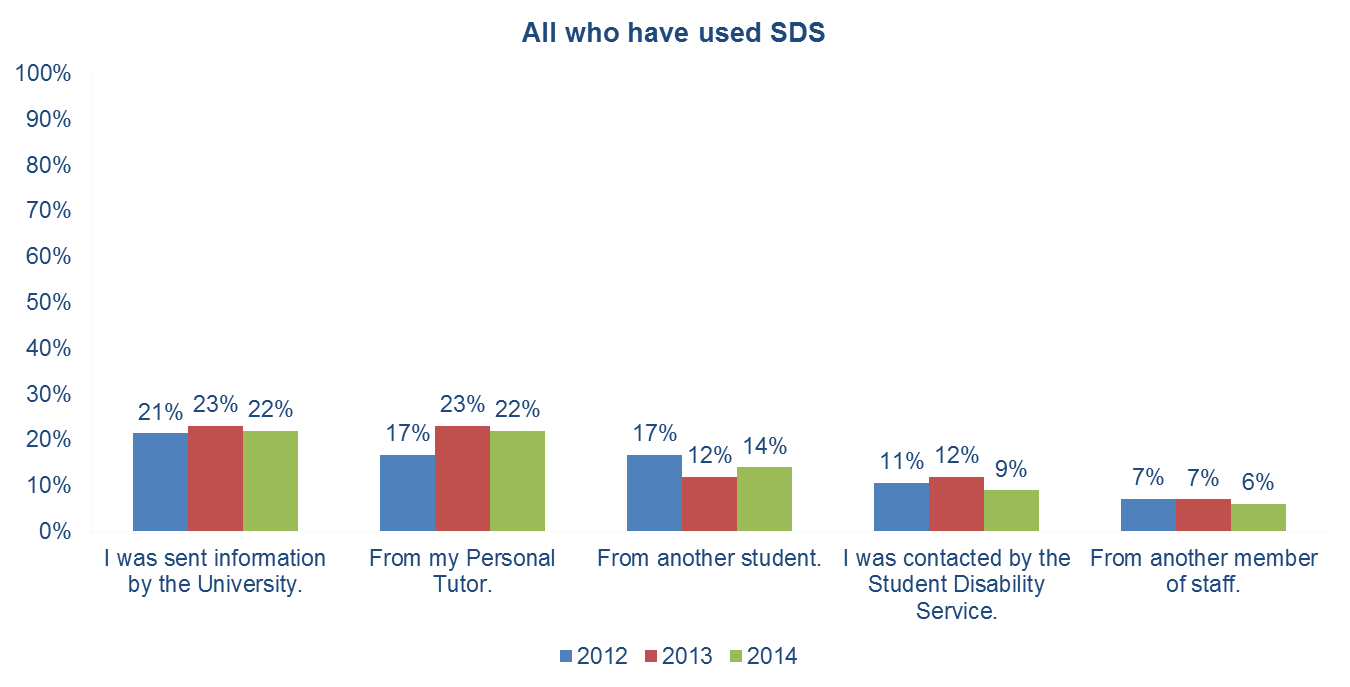 All who have used SDS
100%
90%
80%
70%
60%
50%
40%
30%
20%
10%
0%
21%
23%
22%
17%
23%
22%
17%
12%
14%
11%
12%
9%
7%
7%
6%
I was sent information
by the University.
From my Personal
Tutor.
From another student.
I was contacted by the
Student Disability
Service.
From another member
of staff.
2012
2013
2014